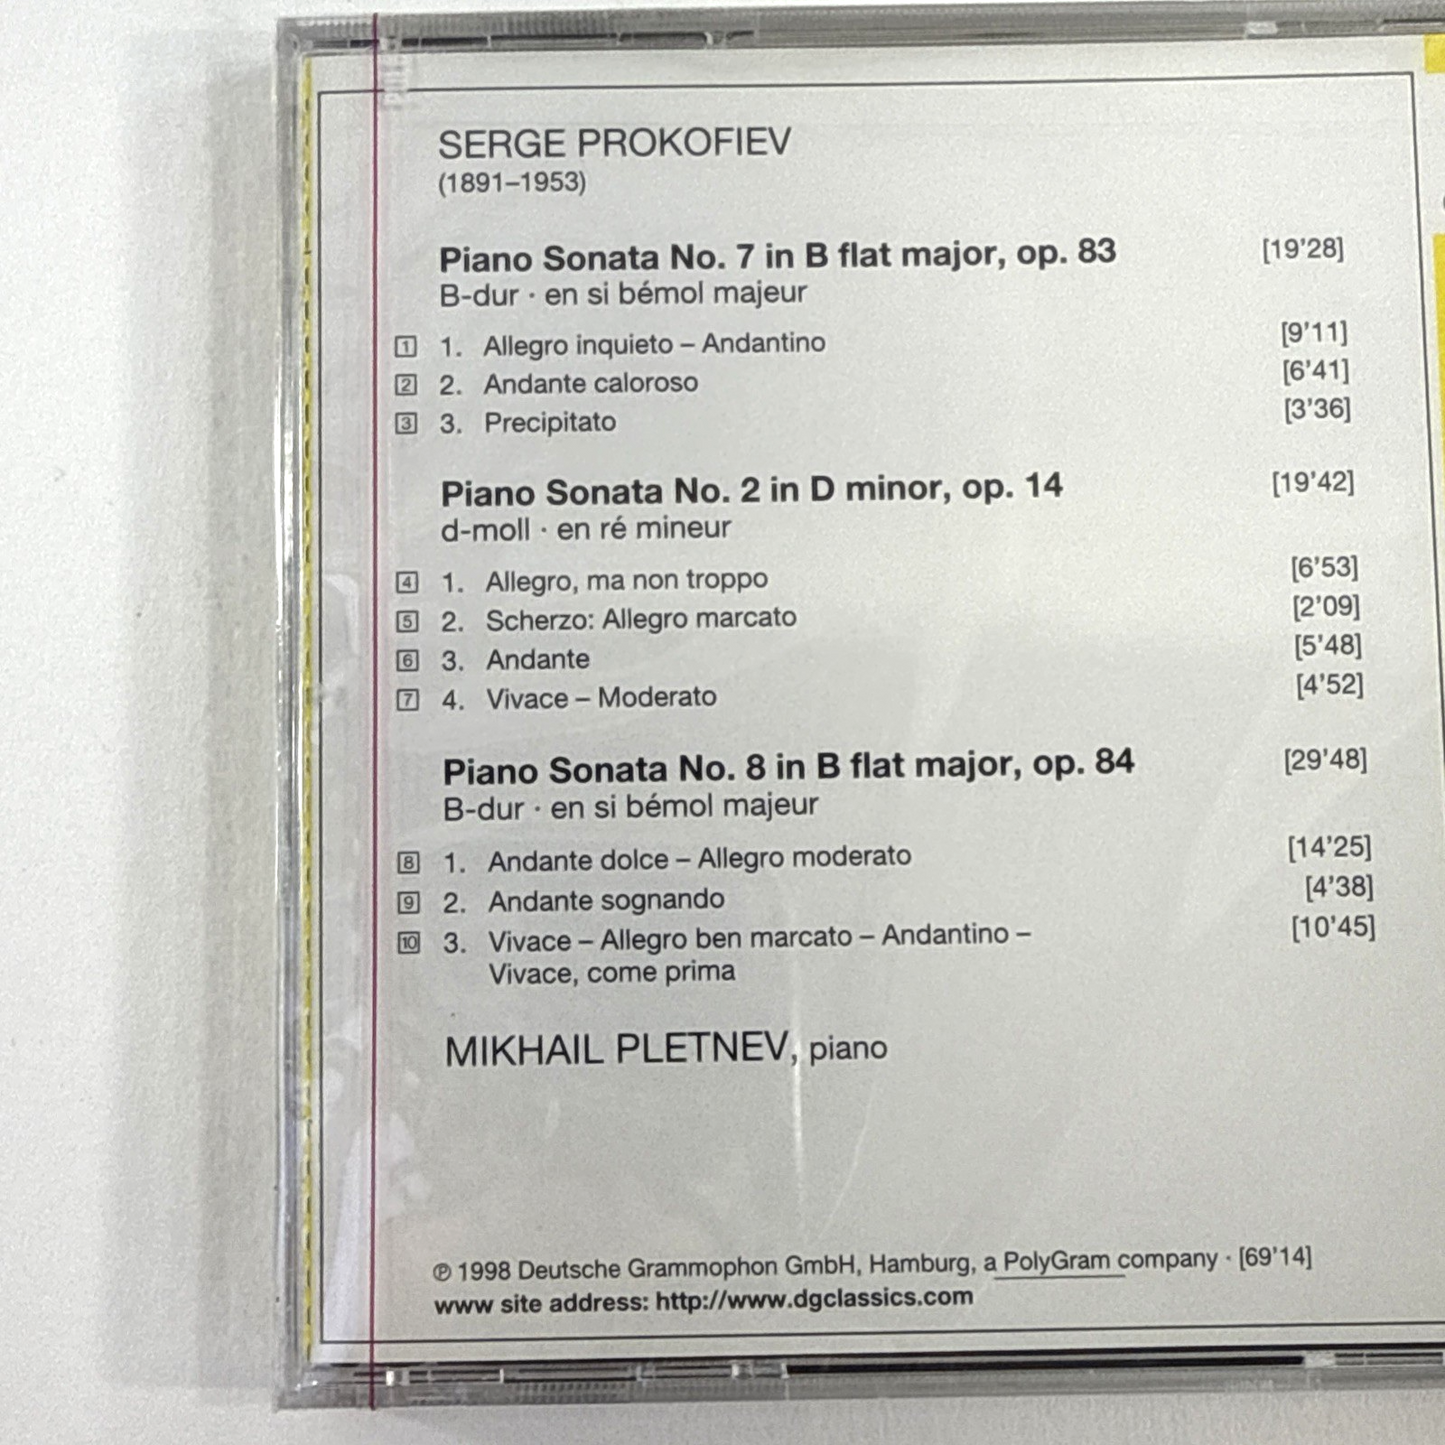 SERGE PROKOFIEV
(1891–1953)
Piano Sonata No. 7 in B flat major, op. 83 [19'28]
B-dur · en si bémol majeur
1 1. Allegro inquieto – Andantino [9'11]
2 2. Andante caloroso [6'41]
3 3. Precipitato [3'36]
Piano Sonata No. 2 in D minor, op. 14 [19'42]
d-moll · en ré mineur
4 1. Allegro, ma non troppo [6'53]
5 2. Scherzo: Allegro marcato [2'09]
6 3. Andante [5'48]
7 4. Vivace – Moderato [4'52]
Piano Sonata No. 8 in B flat major, op. 84 [29'48]
B-dur · en si bémol majeur
8 1. Andante dolce – Allegro moderato [14'25]
9 2. Andante sognando [4'38]
10 3. Vivace – Allegro ben marcato – Andantino – [10'45]
Vivace, come prima
MIKHAIL PLETNEV, piano
℗ 1998 Deutsche Grammophon GmbH, Hamburg, a PolyGram company · [69'14]
www site address: http://www.dgclassics.com